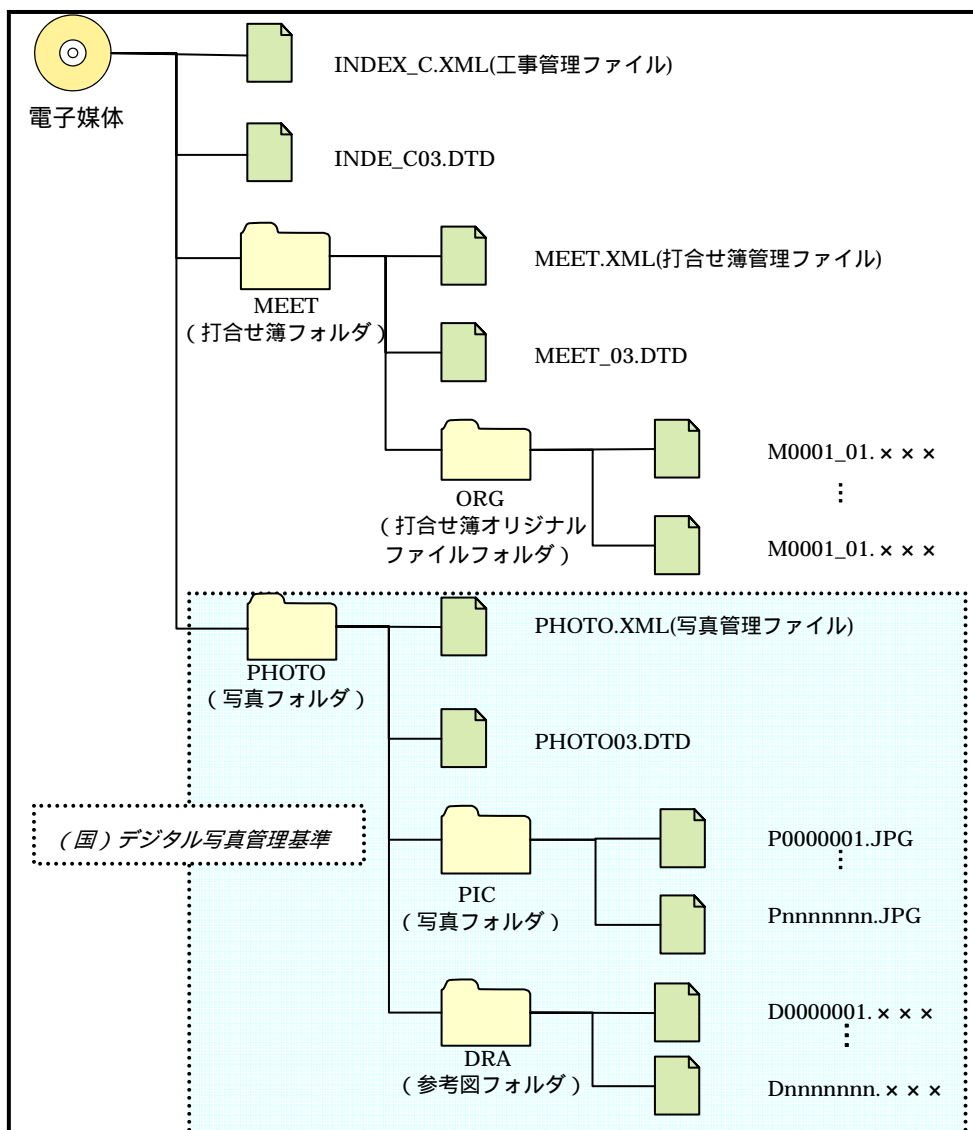 電子媒体
INDEX_C.XML(工事管理ファイル)
INDE_C03.DTD
MEET
(打合せ簿フォルダ)
MEET.XML(打合せ簿管理ファイル)
MEET_03.DTD
ORG
(打合せ簿オリジナル
ファイルフォルダ)
M0001_01.×××
⋮
M0001_01.×××
PHOTO
(写真フォルダ)
PHOTO.XML(写真管理ファイル)
PHOTO03.DTD
(国)デジタル写真管理基準
PIC
(写真フォルダ)
P0000001.JPG
⋮
Pnnnnnnn.JPG
DRA
(参考図フォルダ)
D0000001.×××
⋮
Dnnnnnnn.×××